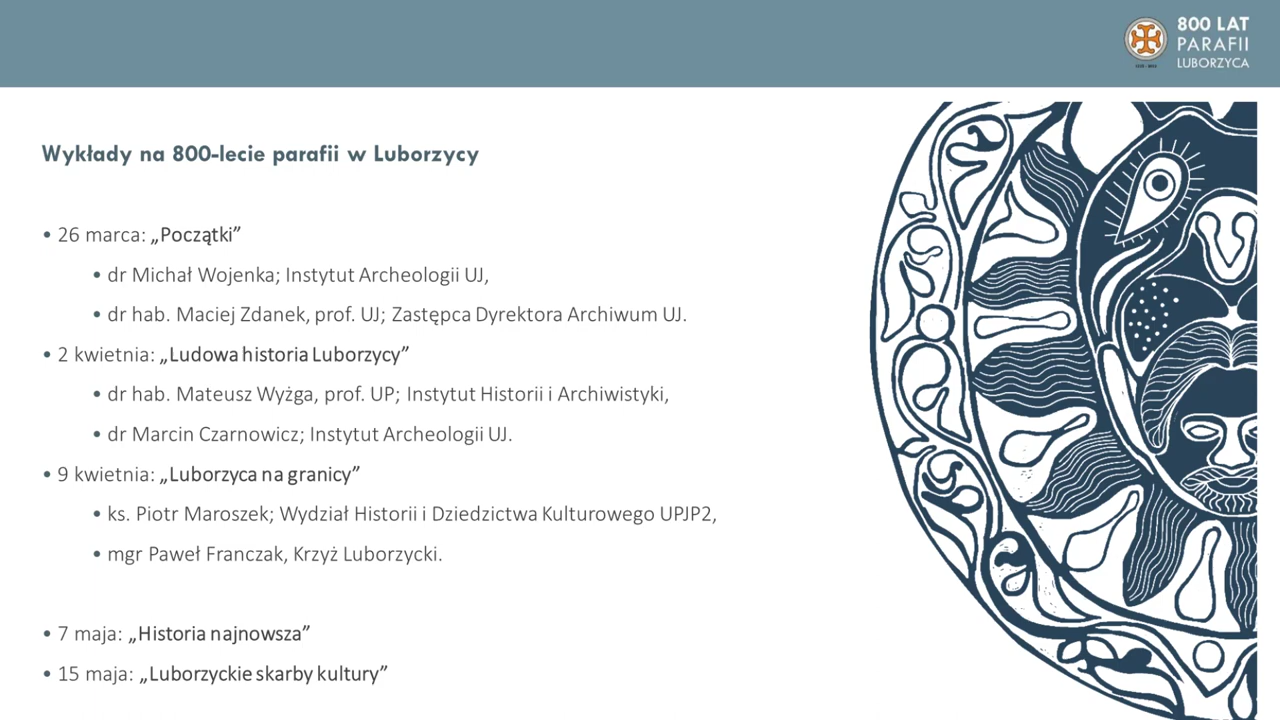 800 LAT
PARAFII
LUBORZYCA
Wykłady na 800-lecie parafii w Luborzycy
• 26 marca: „Początki”
• dr Michał Wojenka; Instytut Archeologii UJ,
• dr hab. Maciej Zdanek, prof. UJ; Zastępca Dyrektora Archiwum UJ.
• 2 kwietnia: „Ludowa historia Luborzycy”
• dr hab. Mateusz Wyżga, prof. UP; Instytut Historii i Archiwistyki,
• dr Marcin Czarnowicz; Instytut Archeologii UJ.
• 9 kwietnia: „Luborzyca na granicy”
• ks. Piotr Maroszek; Wydział Historii i Dziedzictwa Kulturowego UPJP2,
• mgr Paweł Franczak, Krzyż Luborzycki.
• 7 maja: „Historia najnowsza”
• 15 maja: „Luborzyckie skarby kultury”